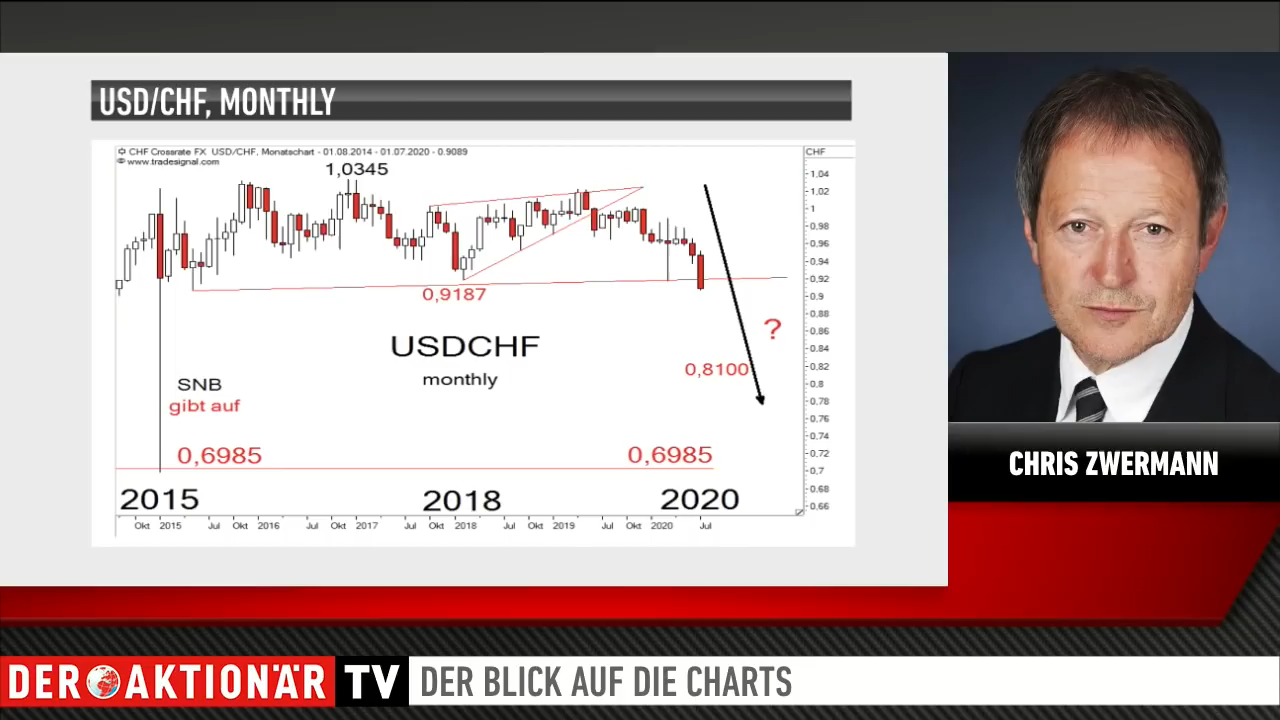 USD/CHF, MONTHLY
CHF Crossrate FX USD/CHF, Monatschart - 01.08.2014 - 01.07.2020 - 0.9089
© www.tradesignal.com
CHF
1,0345
1,04
1,02
1
0,98
0,96
0,94
0,92
0,9
0,88
0,86
0,84
0,82
0,8
0,78
0,76
0,74
0,72
0,7
0,68
0,66
0,9187
?
USDCHF
monthly
0,8100
SNB
gibt auf
0,6985
0,6985
2015
2018
2020
Okt 2015 Jul Okt 2016 Jul Okt 2017 Jul Okt 2018 Jul Okt 2019 Jul Okt 2020 Jul
CHRIS ZWERMANN
DER AKTIONÄR TV
DER BLICK AUF DIE CHARTS